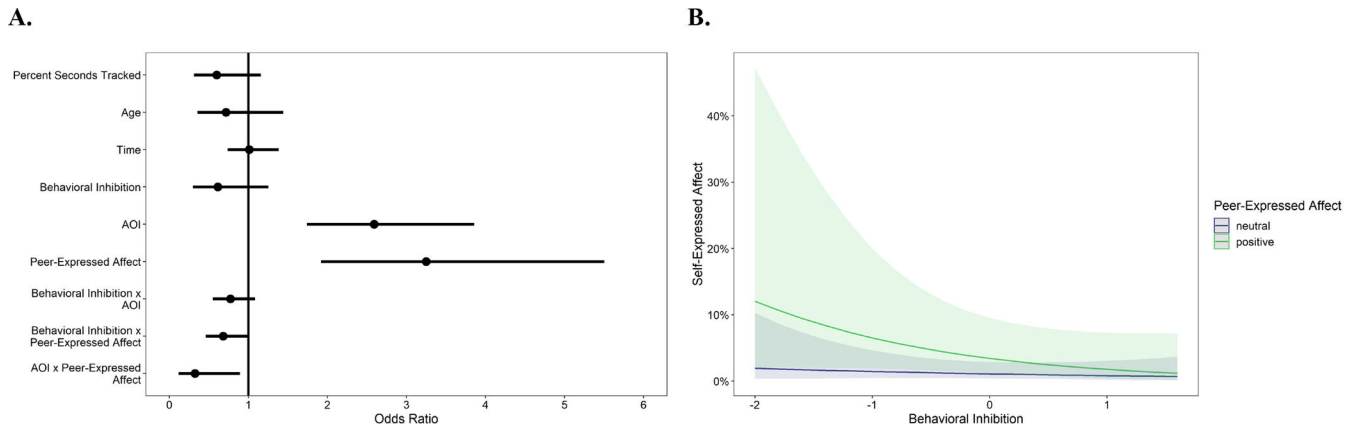 A.
Percent Seconds Tracked
Age
Time
Behavioral Inhibition
AOI
Peer-Expressed Affect
Behavioral Inhibition x
AOI
Behavioral Inhibition x
Peer-Expressed Affect
AOI x Peer-Expressed
Affect
0 1 2 3 4 5 6
Odds Ratio
B.
Self-Expressed Affect
40%
30%
20%
10%
0%
-2 -1 0 1
Behavioral Inhibition
Peer-Expressed Affect
neutral
positive